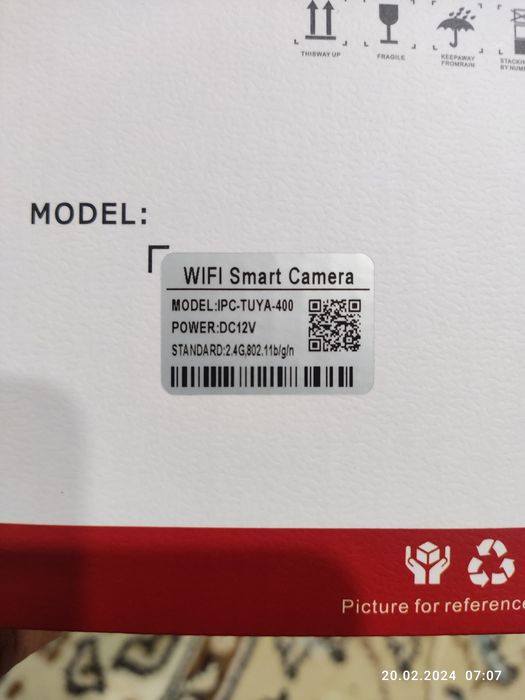 THISWAY UP
FRAGILE
KEEPAWAY
FROMRAIN
MODEL:
WIFI Smart Camera
MODEL:IPC-TUYA-400
POWER:DC12V
STANDARD:2.4G,802.11b/g/n
Picture for reference
20.02.2024 07:07